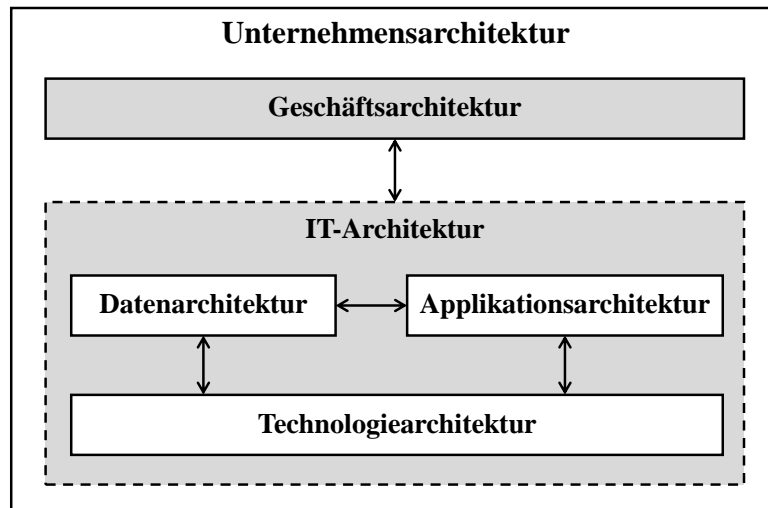 Unternehmensarchitektur
Geschäftsarchitektur
IT-Architektur
Datenarchitektur
Applikationsarchitektur
Technologiearchitektur